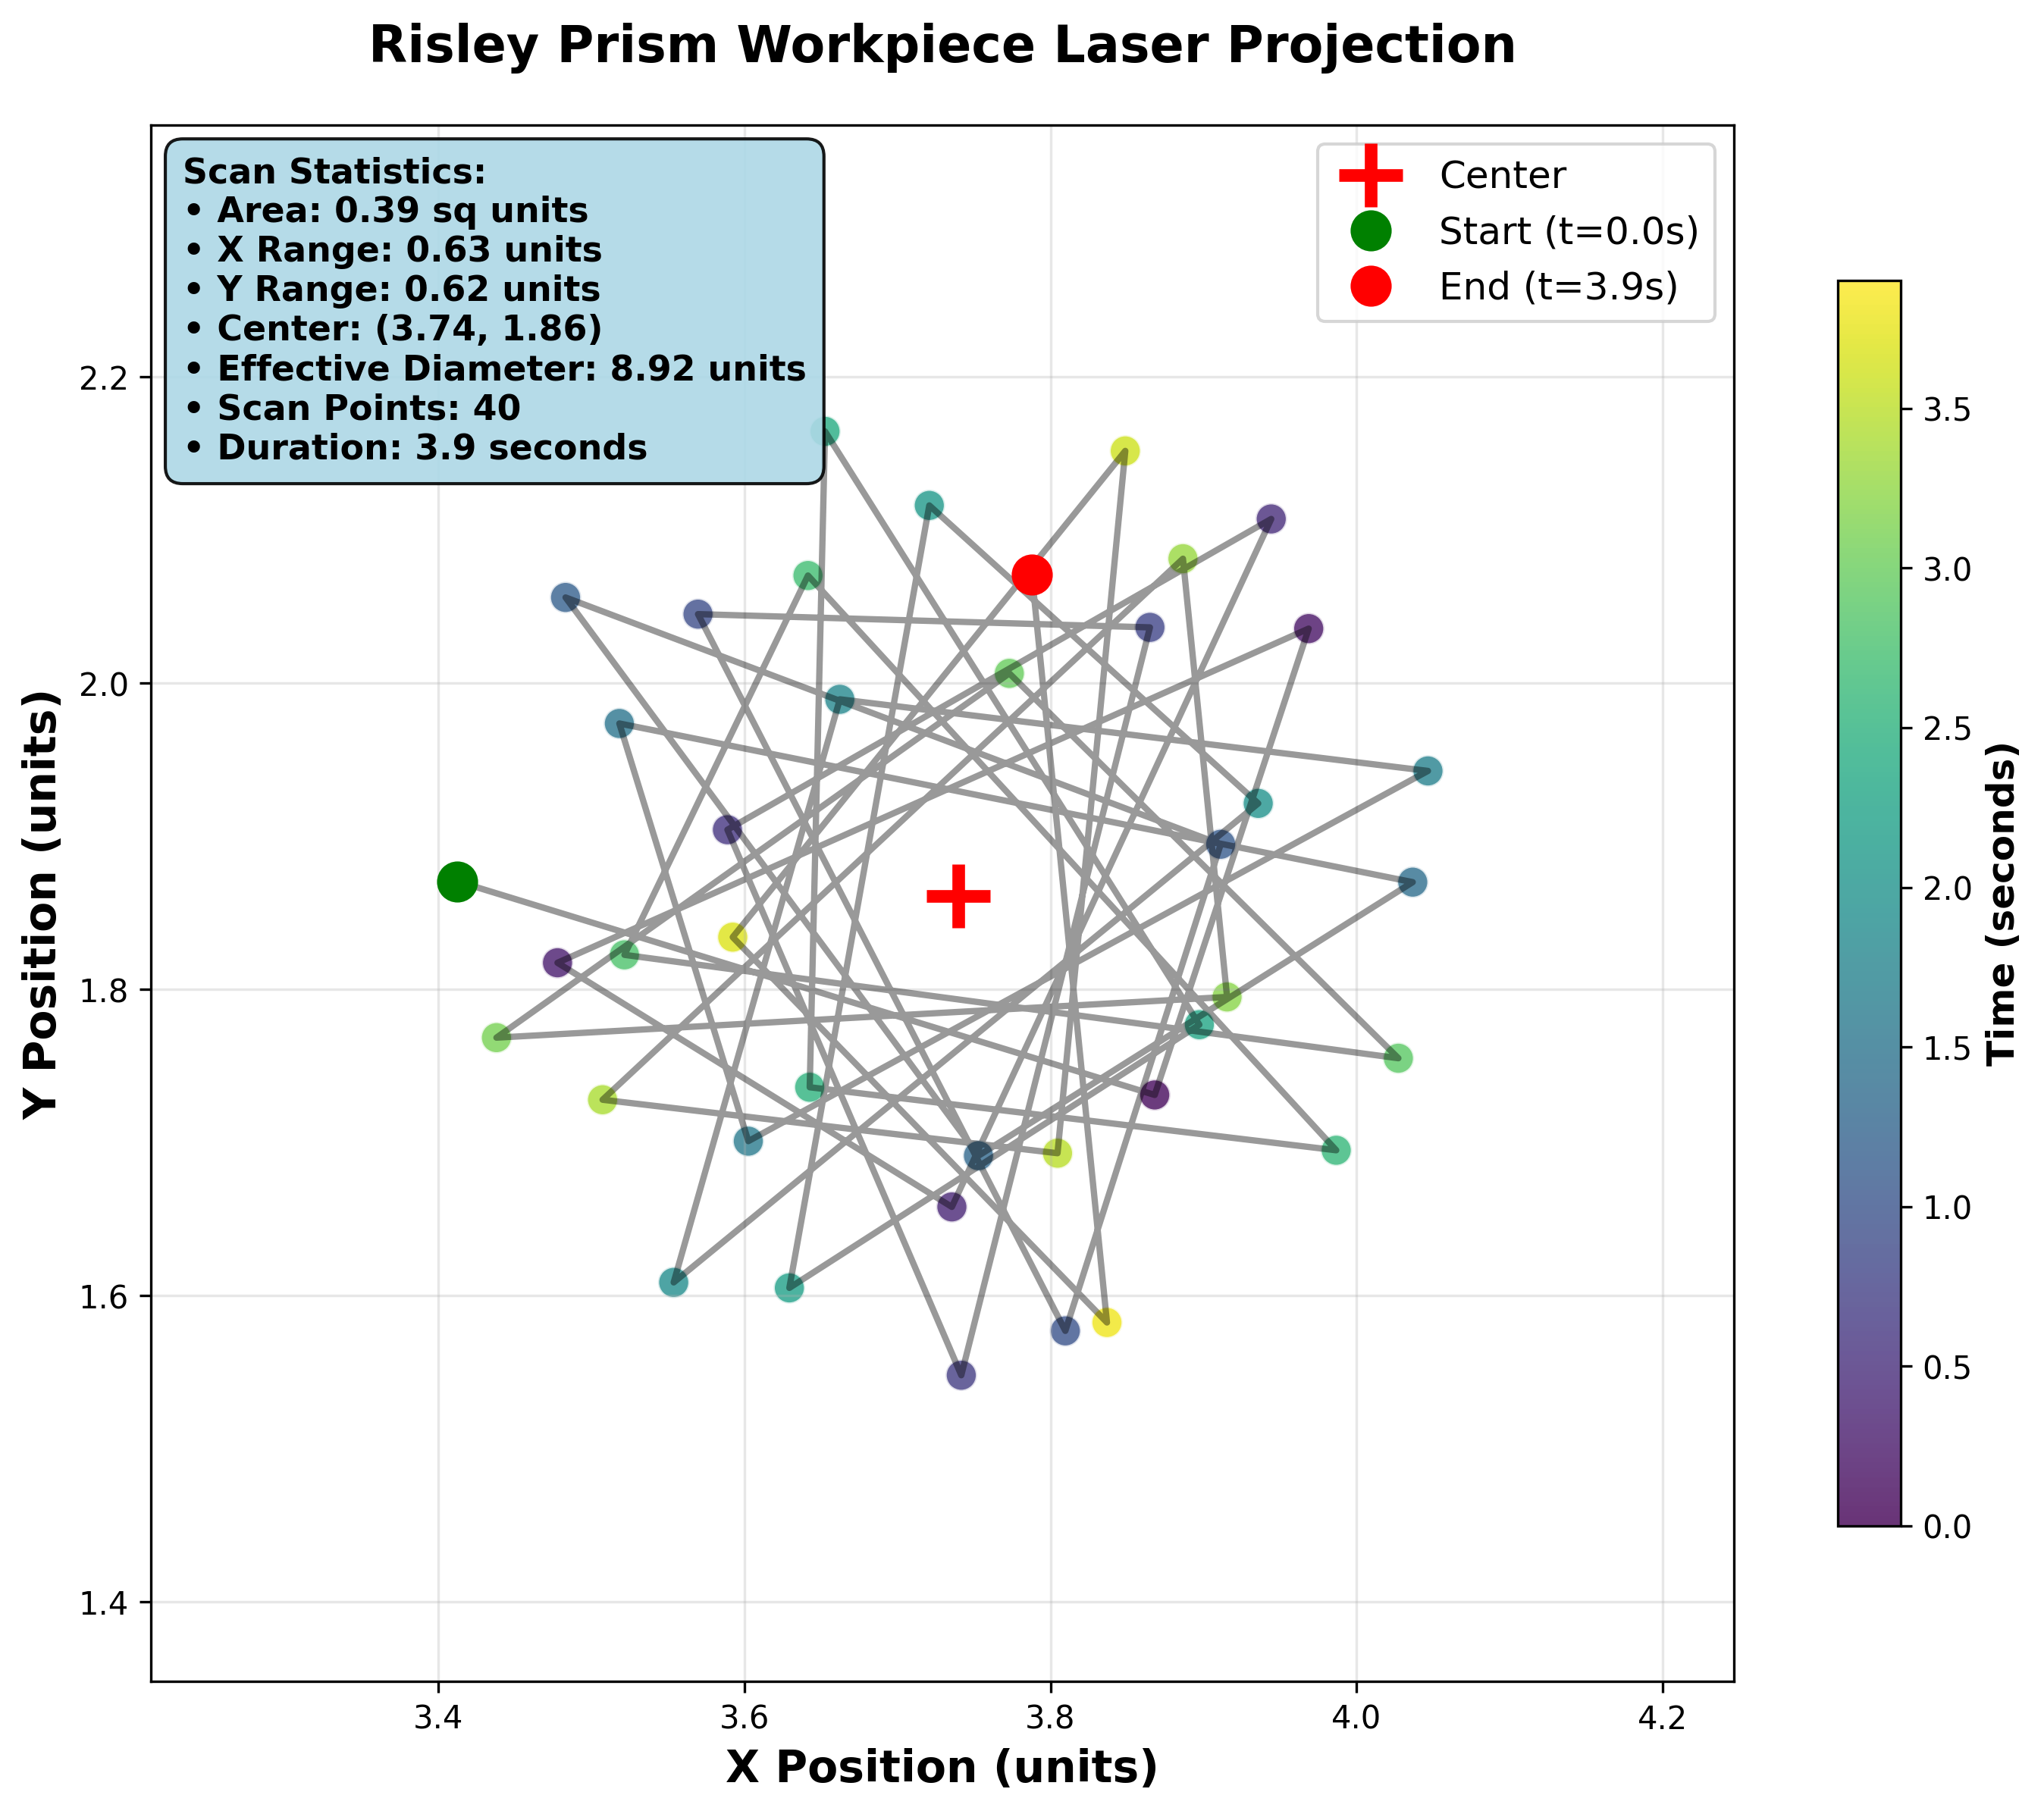 Risley Prism Workpiece Laser Projection
Scan Statistics:
• Area: 0.39 sq units
• X Range: 0.63 units
• Y Range: 0.62 units
• Center: (3.74, 1.86)
• Effective Diameter: 8.92 units
• Scan Points: 40
• Duration: 3.9 seconds
Center
Start (t=0.0s)
End (t=3.9s)
Y Position (units)
2.2
2.0
1.8
1.6
1.4
3.4
3.6
3.8
4.0
4.2
X Position (units)
3.5
3.0
2.5
2.0
1.5
1.0
0.5
0.0
Time (seconds)